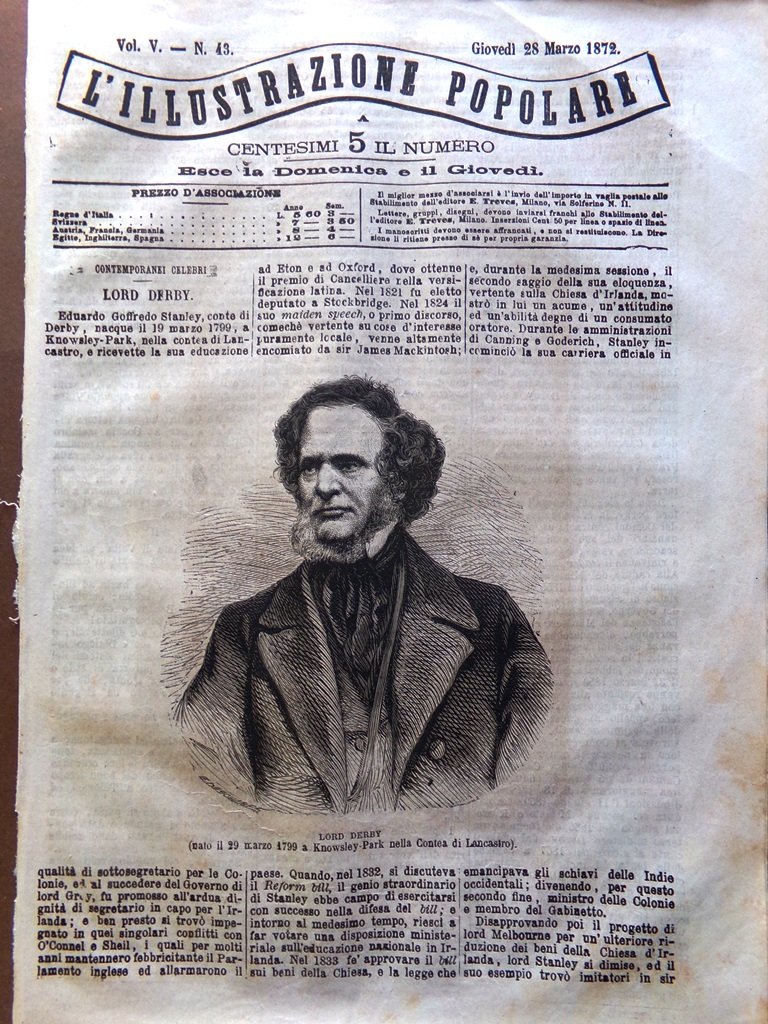 Vol. V. — N. 43.
Giovedì 28 Marzo 1872.
L'ILLUSTRAZIONE POPOLARE
A
CENTESIMI 5 IL NUMERO
Esce la Domenica e il Giovedì.
PREZZO D'ASSOCIAZIONE
Anno Sem.
Regno d'Italia L. 5 60 3 —
Svizzera » 7 — 3 50
Austria, Francia, Germania » 8 — 4 —
Egitto, Inghilterra, Spagna » 12 — 6 —
Il miglior mezzo d'associarsi è l'invio dell'importo in vaglia postale allo
Stabilimento dell'editore E. Treves, Milano, via Solferino N. 11.
Lettere, gruppi, disegni, devono inviarsi franchi allo Stabilimento del-
l'editore E. Treves, Milano. Inserzioni Cent 50 per linea o spazio di linea.
I manoscritti devono essere affrancati, e non si restituiscono. La Dire-
zione li ritiene presso di sè per propria garanzia.
CONTEMPORANEI CELEBRI
LORD DERBY.
Eduardo Goffredo Stanley, conte di
Derby, nacque il 19 marzo 1799, a
Knowsley-Park, nella contea di Lan-
castro, e ricevette la sua educazione
ad Eton e ad Oxford, dove ottenne
il premio di Cancelliere nella versi-
ficazione latina. Nel 1821 fu eletto
deputato a Stockbridge. Nel 1824 il
suo maiden speech, o primo discorso,
comechè vertente su cose d'interesse
puramente locale, venne altamente
encomiato da sir James Mackintosh;
e, durante la medesima sessione, il
secondo saggio della sua eloquenza,
vertente sulla Chiesa d'Irlanda, mo-
strò in lui un acume, un'attitudine
ed un'abilità degne di un consumato
oratore. Durante le amministrazioni
di Canning e Goderich, Stanley in-
cominciò la sua carriera officiale in
LORD DERBY
(nato il 29 marzo 1799 a Knowsley-Park nella Contea di Lancastro).
qualità di sottosegretario per le Co-
lonie, ed al succedere del Governo di
lord Grey, fu promosso all'ardua di-
gnità di segretario in capo per l'Ir-
landa; e ben presto si trovò impe-
gnato in quei singolari conflitti con
O'Connel e Sheil, i quali per molti
anni mantennero febbricitante il Par-
lamento inglese ed allarmarono il
paese. Quando, nel 1832, si discuteva
il Reform bill, il genio straordinario
di Stanley ebbe campo di esercitarsi
con successo nella difesa del bill; e
intorno al medesimo tempo, riescì a
far votare una disposizione ministe-
riale sull'educazione nazionale in Ir-
landa. Nel 1833 fe' approvare il bill
sui beni della Chiesa, e la legge che
emancipava gli schiavi delle Indie
occidentali; divenendo, per questo
secondo fine, ministro delle Colonie
e membro del Gabinetto.
Disapprovando poi il progetto di
lord Melbourne per un'ulteriore ri-
duzione dei beni della Chiesa d'Ir-
landa, lord Stanley si dimise, ed il
suo esempio trovò imitatori in sir